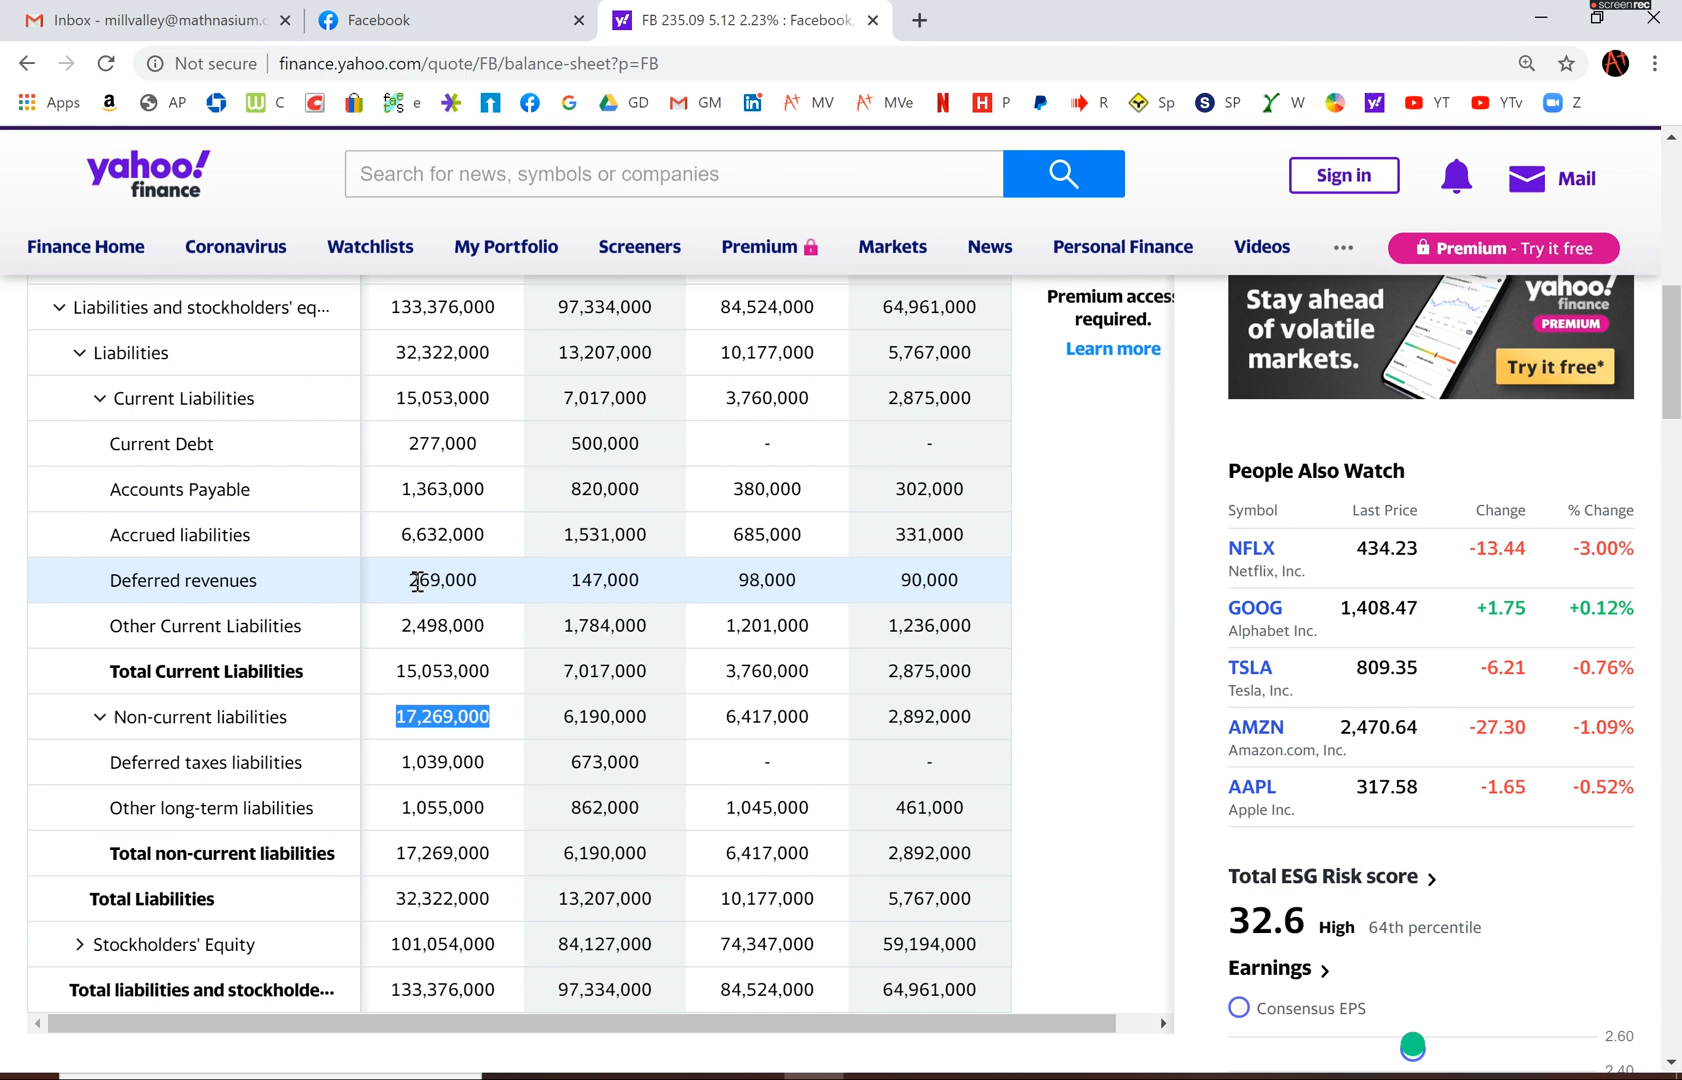 Inbox - millvalley@mathnasium.c
Facebook
FB 235.09 5.12 2.23% : Facebook,
screenrec
Not secure | finance.yahoo.com/quote/FB/balance-sheet?p=FB
Apps a AP W C C e G GD GM in MV MVe N H P R Sp S SP W y! YT YTv Z
yahoo!
finance
Search for news, symbols or companies
Sign in
Mail
Finance Home Coronavirus Watchlists My Portfolio Screeners Premium Markets News Personal Finance Videos ••• Premium - Try it free
Liabilities and stockholders' eq... 133,376,000 97,334,000 84,524,000 64,961,000
Liabilities 32,322,000 13,207,000 10,177,000 5,767,000
Current Liabilities 15,053,000 7,017,000 3,760,000 2,875,000
Current Debt 277,000 500,000 - -
Accounts Payable 1,363,000 820,000 380,000 302,000
Accrued liabilities 6,632,000 1,531,000 685,000 331,000
Deferred revenues 269,000 147,000 98,000 90,000
Other Current Liabilities 2,498,000 1,784,000 1,201,000 1,236,000
Total Current Liabilities 15,053,000 7,017,000 3,760,000 2,875,000
Non-current liabilities 17,269,000 6,190,000 6,417,000 2,892,000
Deferred taxes liabilities 1,039,000 673,000 - -
Other long-term liabilities 1,055,000 862,000 1,045,000 461,000
Total non-current liabilities 17,269,000 6,190,000 6,417,000 2,892,000
Total Liabilities 32,322,000 13,207,000 10,177,000 5,767,000
Stockholders' Equity 101,054,000 84,127,000 74,347,000 59,194,000
Total liabilities and stockholde... 133,376,000 97,334,000 84,524,000 64,961,000
Premium access
required.
Learn more
Stay ahead
of volatile
markets.
yahoo!
finance
PREMIUM
Try it free*
People Also Watch
Symbol Last Price Change % Change
NFLX 434.23 -13.44 -3.00%
Netflix, Inc.
GOOG 1,408.47 +1.75 +0.12%
Alphabet Inc.
TSLA 809.35 -6.21 -0.76%
Tesla, Inc.
AMZN 2,470.64 -27.30 -1.09%
Amazon.com, Inc.
AAPL 317.58 -1.65 -0.52%
Apple Inc.
Total ESG Risk score
32.6 High 64th percentile
Earnings
Consensus EPS
2.60
2.40